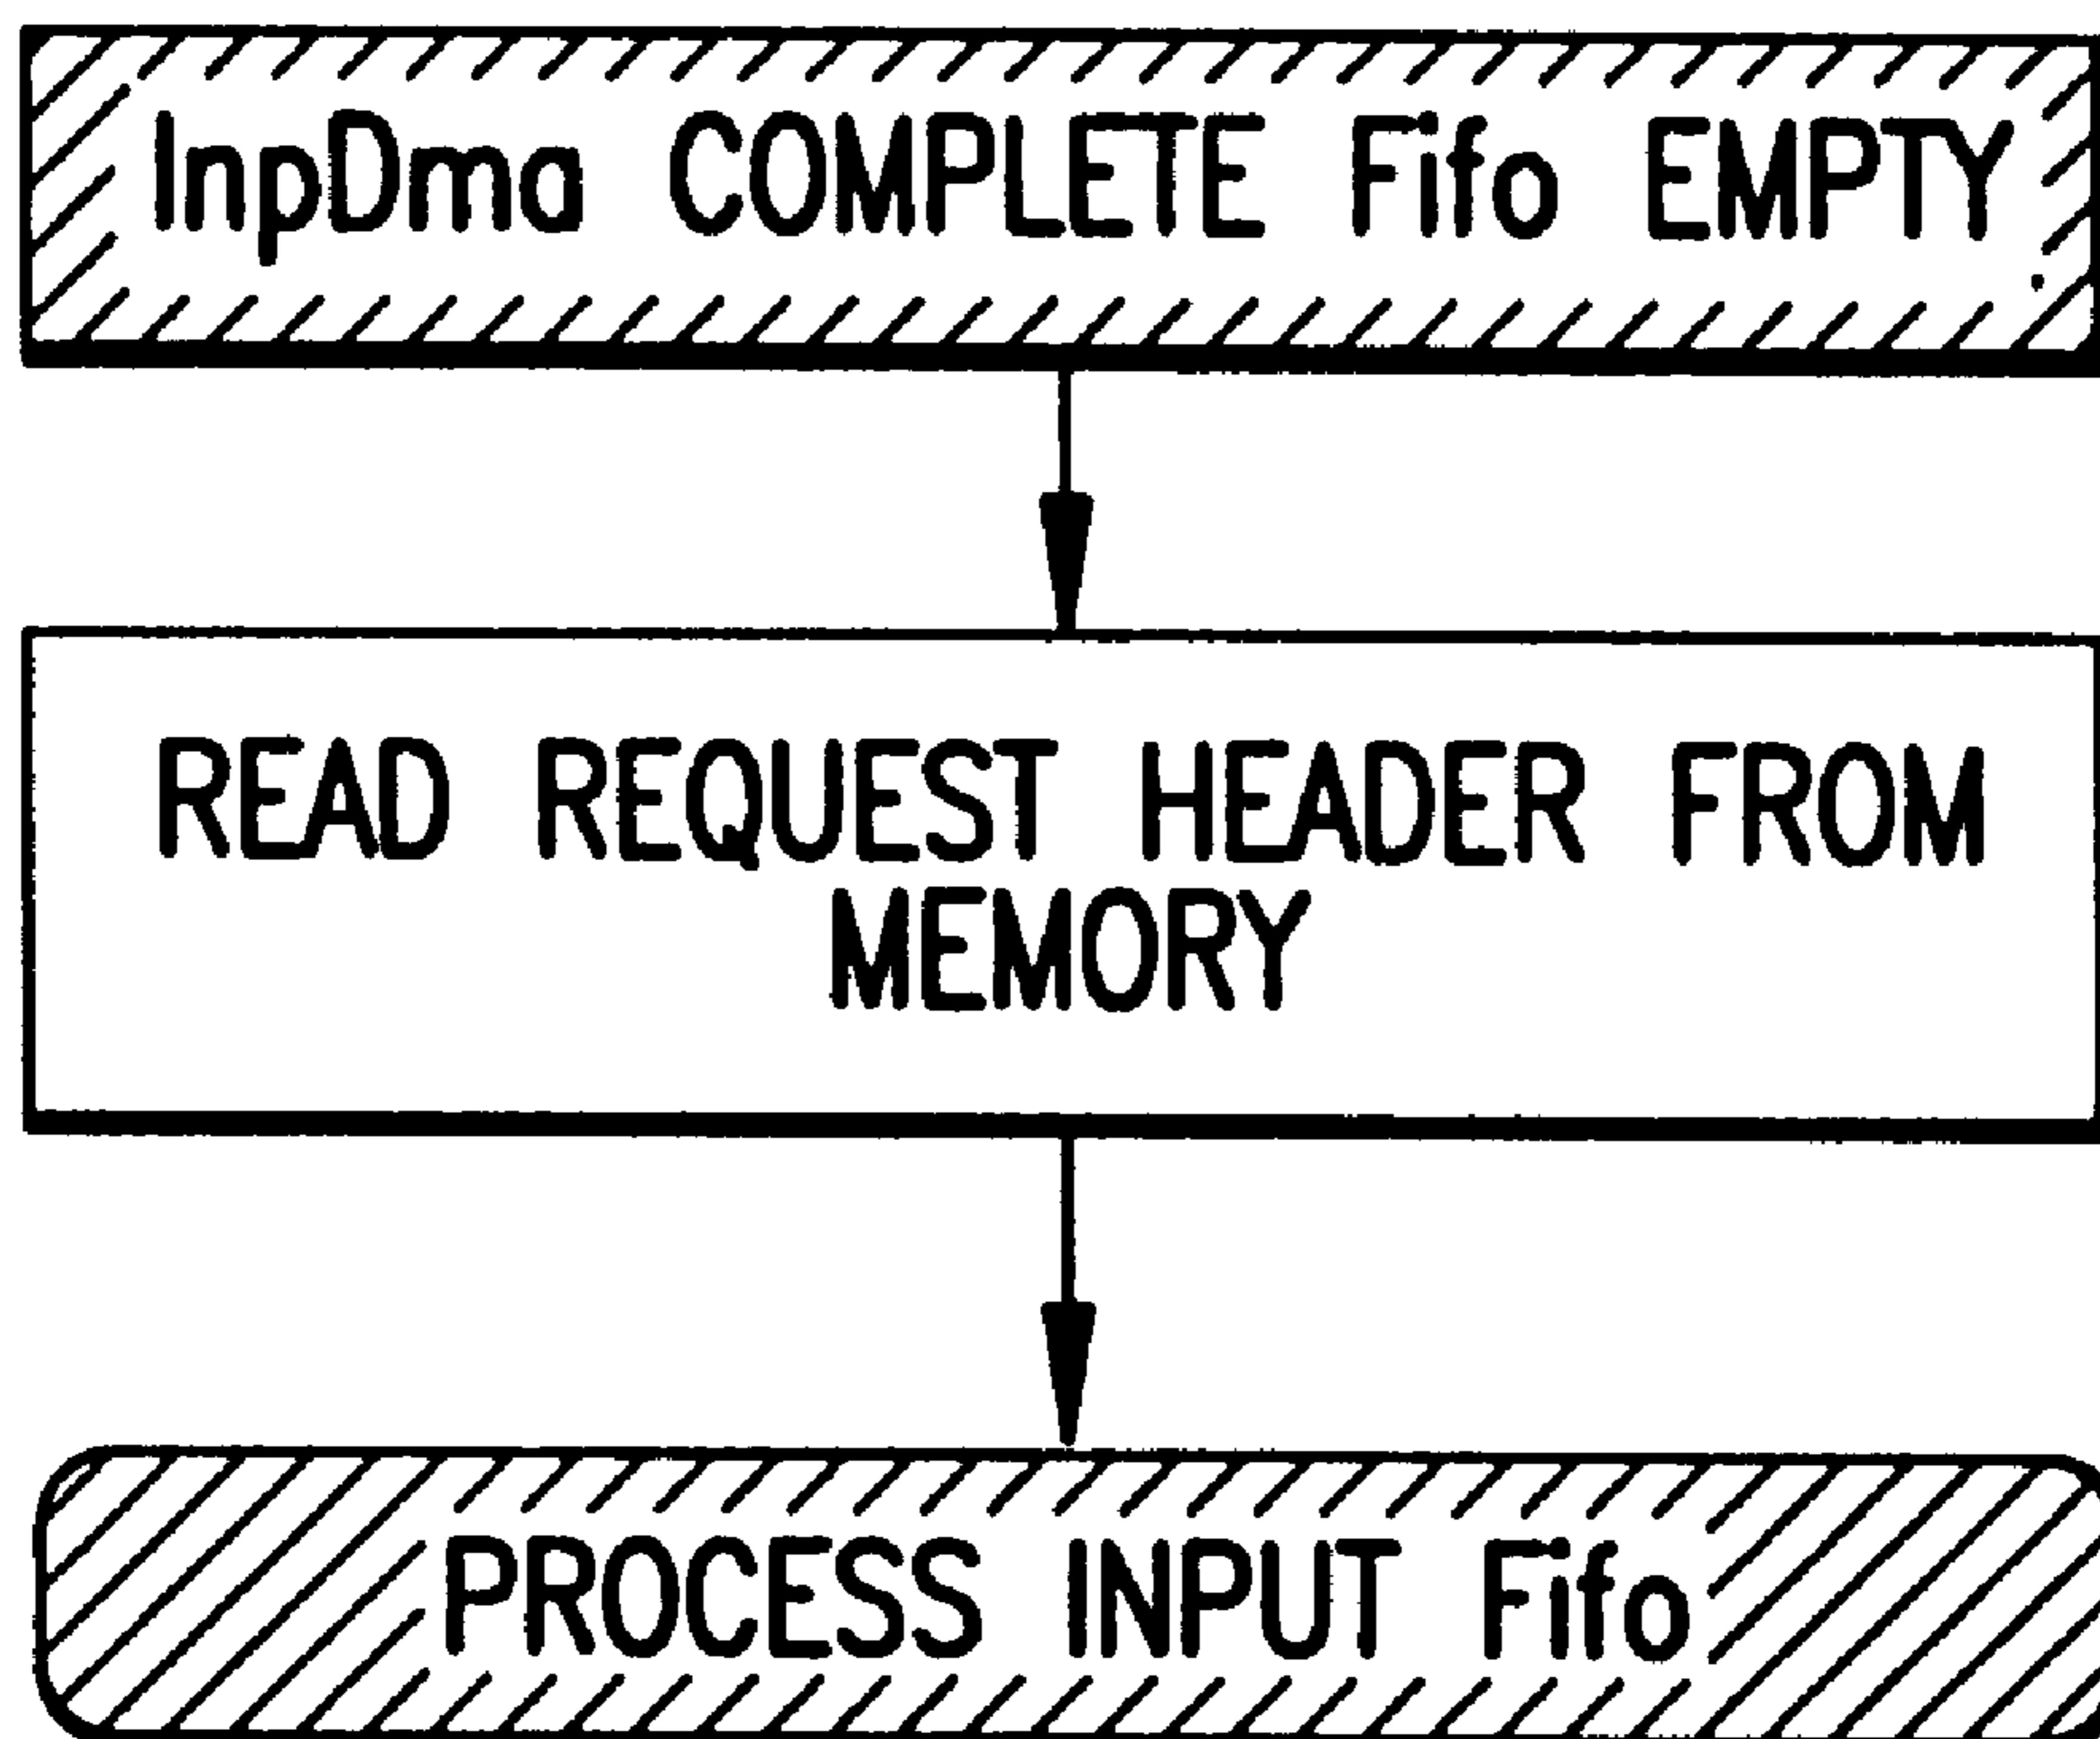 InpDma COMPLETE Fifo EMPTY
READ REQUEST HEADER FROM
MEMORY
PROCESS INPUT Fifo